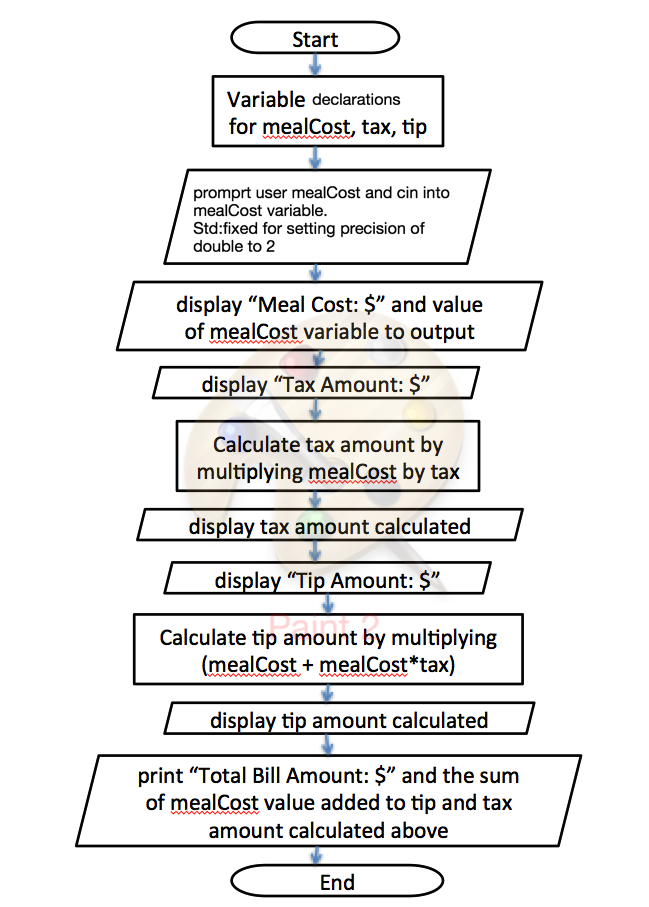 Start
Variable declarations
for mealCost, tax, tip
promprt user mealCost and cin into
mealCost variable.
Std:fixed for setting precision of
double to 2
display “Meal Cost: $” and value
of mealCost variable to output
display “Tax Amount: $”
Calculate tax amount by
multiplying mealCost by tax
display tax amount calculated
display “Tip Amount: $”
Paint 2
Calculate tip amount by multiplying
(mealCost + mealCost*tax)
display tip amount calculated
print “Total Bill Amount: $” and the sum
of mealCost value added to tip and tax
amount calculated above
End